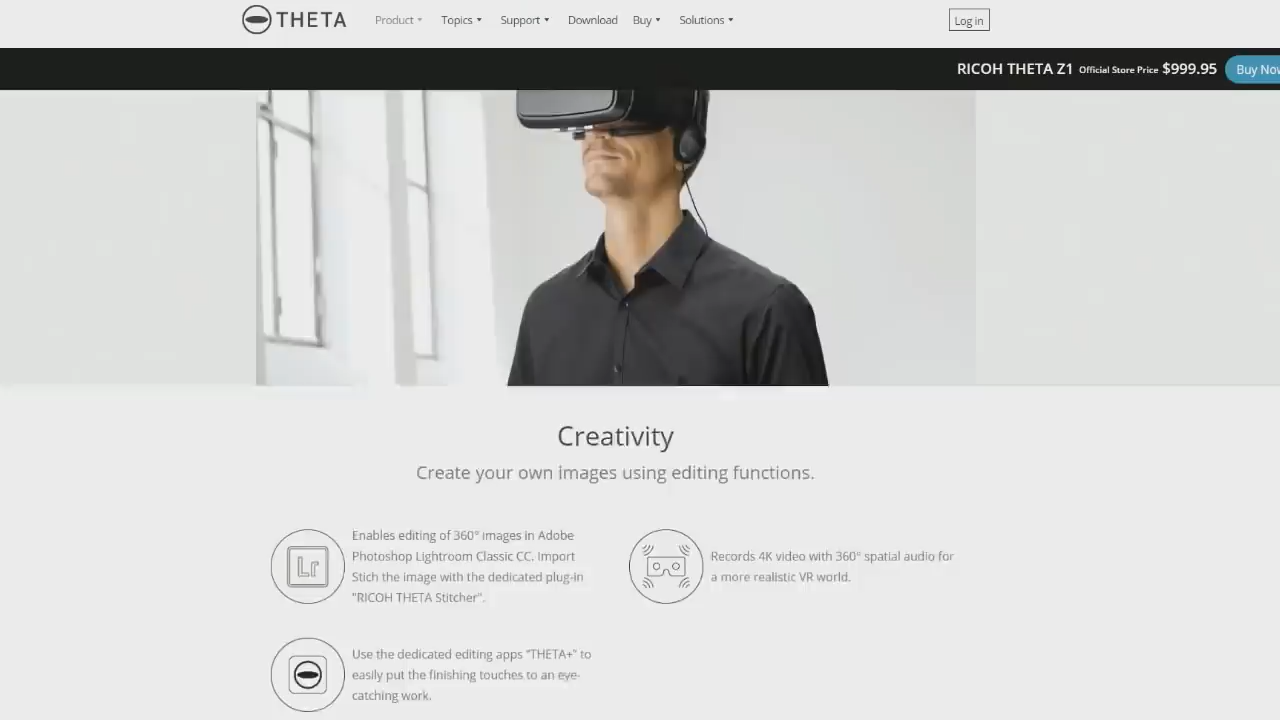 THETA
Product Topics Support Download Buy Solutions
Log in
RICOH THETA Z1 Official Store Price $999.95 Buy Now
Creativity
Create your own images using editing functions.
Lr
Enables editing of 360° images in Adobe
Photoshop Lightroom Classic CC. Import
Stich the image with the dedicated plug-in
"RICOH THETA Stitcher".
Records 4K video with 360° spatial audio for
a more realistic VR world.
Use the dedicated editing apps "THETA+" to
easily put the finishing touches to an eye-
catching work.